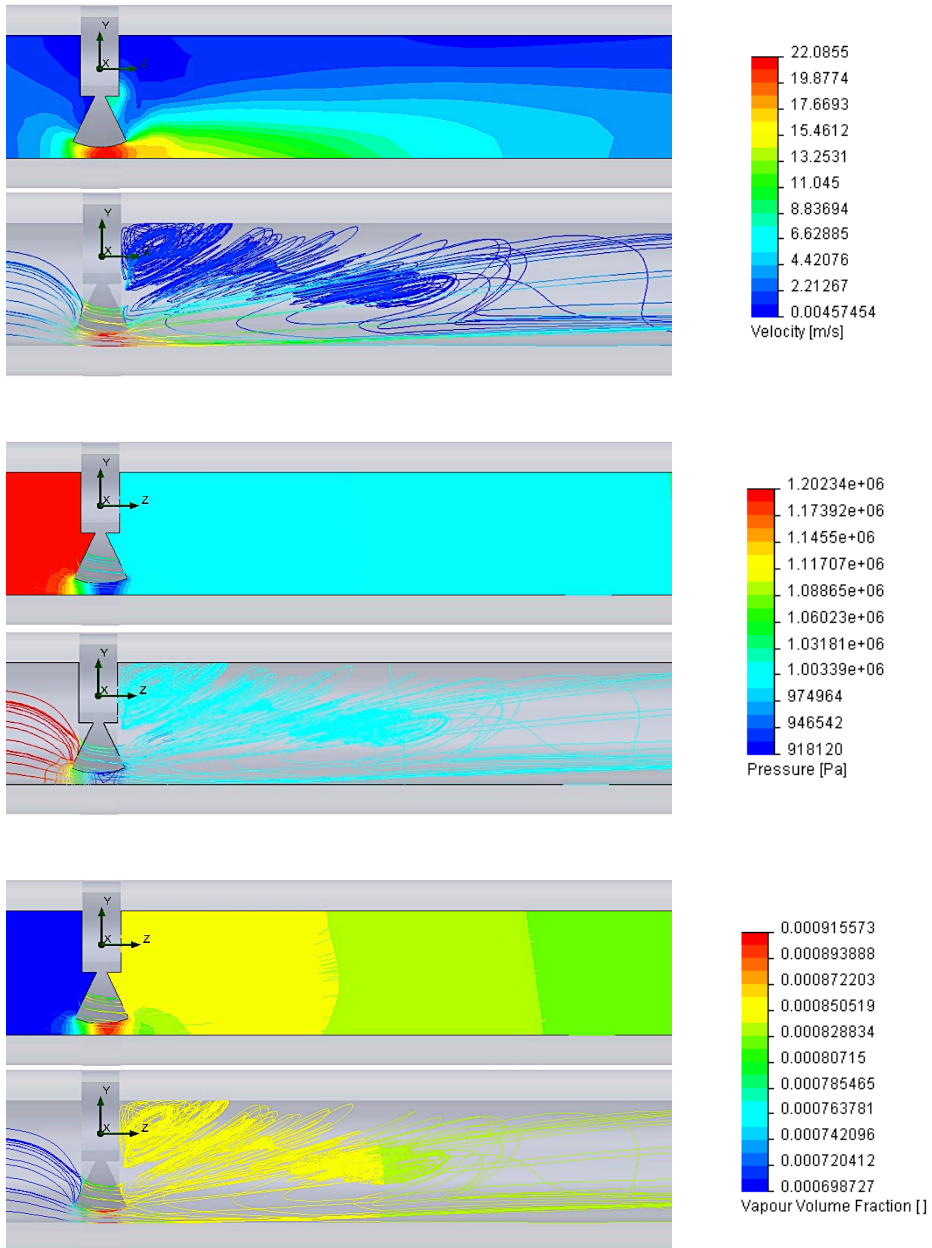 Y
X
Z
22.0855
19.8774
17.6693
15.4612
13.2531
11.045
8.83694
6.62885
4.42076
2.21267
0.00457454
Velocity [m/s]
Y
X
Y
X
Z
1.20234e+06
1.17392e+06
1.1455e+06
1.11707e+06
1.08865e+06
1.06023e+06
1.03181e+06
1.00339e+06
974964
946542
918120
Pressure [Pa]
Y
X
Z
Y
X
Z
0.000915573
0.000893888
0.000872203
0.000850519
0.000828834
0.00080715
0.000785465
0.000763781
0.000742096
0.000720412
0.000698727
Vapour Volume Fraction [ ]
Y
X
Z